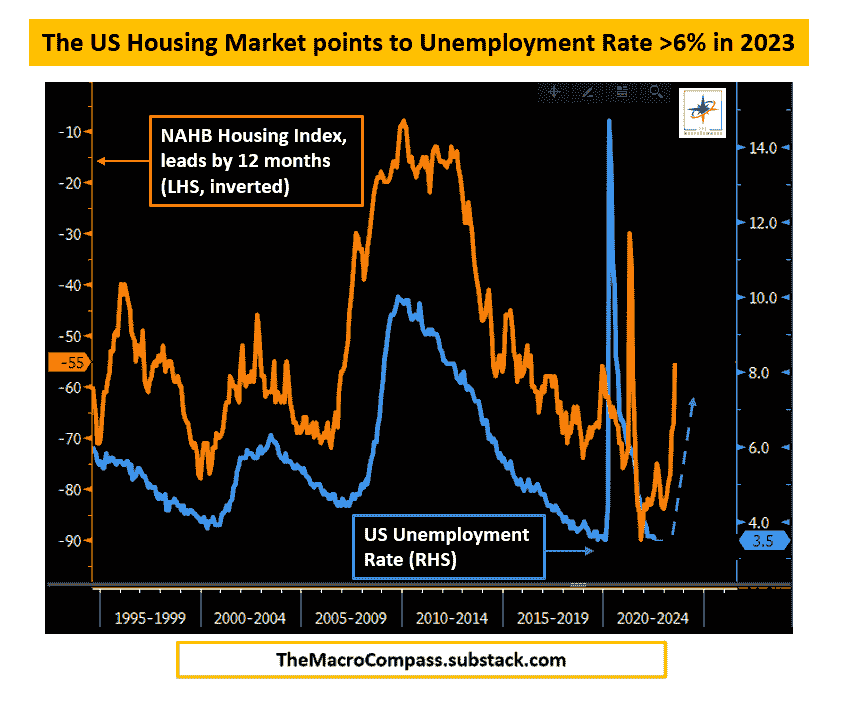 The US Housing Market points to Unemployment Rate >6% in 2023
NAHB Housing Index,
leads by 12 months
(LHS, inverted)
-10
-20
-30
-40
-50
-55
-60
-70
-80
-90
14.0
12.0
10.0
8.0
6.0
4.0
3.5
US Unemployment
Rate (RHS)
1995-1999 2000-2004 2005-2009 2010-2014 2015-2019 2020-2024
TheMacroCompass.substack.com